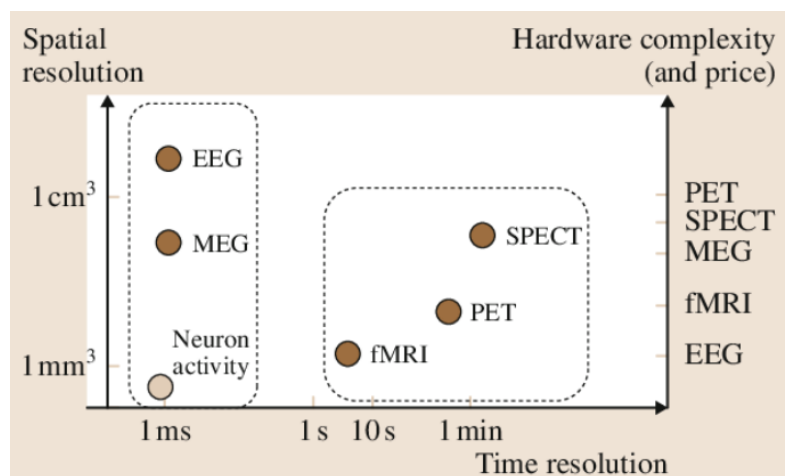 Spatial
resolution
Hardware complexity
(and price)
EEG
1 cm³
PET
SPECT
MEG
SPECT
MEG
PET
fMRI
Neuron
activity
fMRI
EEG
1 mm³
1 ms
1 s
10 s
1 min
Time resolution